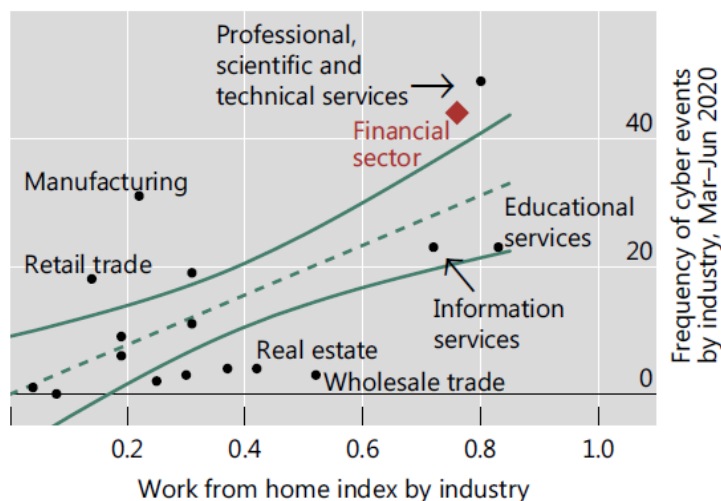 Professional,
scientific and
technical services
Financial
sector
Manufacturing
Retail trade
Educational
services
Information
services
Real estate
Wholesale trade
40
20
0
Frequency of cyber events
by industry, Mar–Jun 2020
0.2 0.4 0.6 0.8 1.0
Work from home index by industry